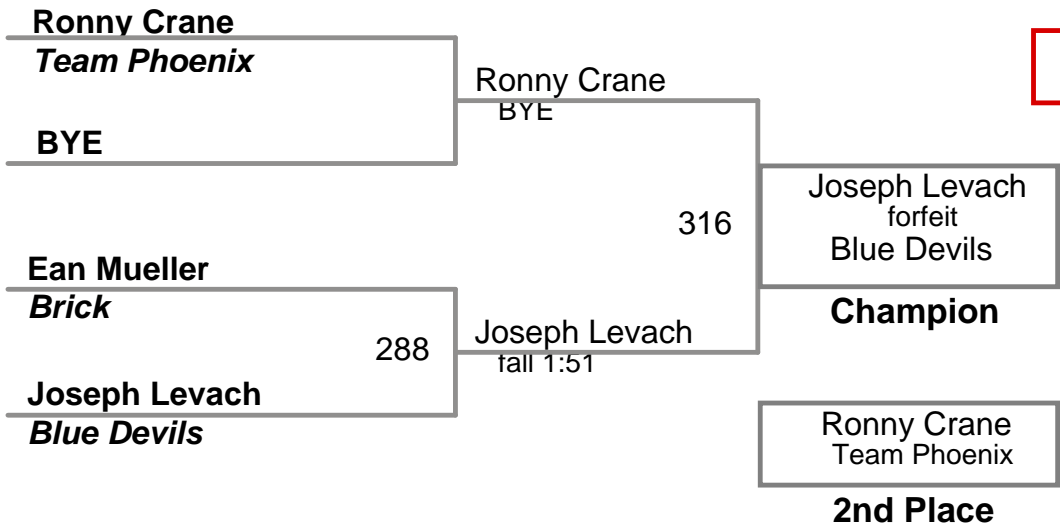 Ronny Crane
Team Phoenix
Ronny Crane
BYE
BYE
Joseph Levach
forfeit
Blue Devils
316
Champion
Ean Mueller
Brick
288
Joseph Levach
fall 1:51
Joseph Levach
Blue Devils
Ronny Crane
Team Phoenix
2nd Place